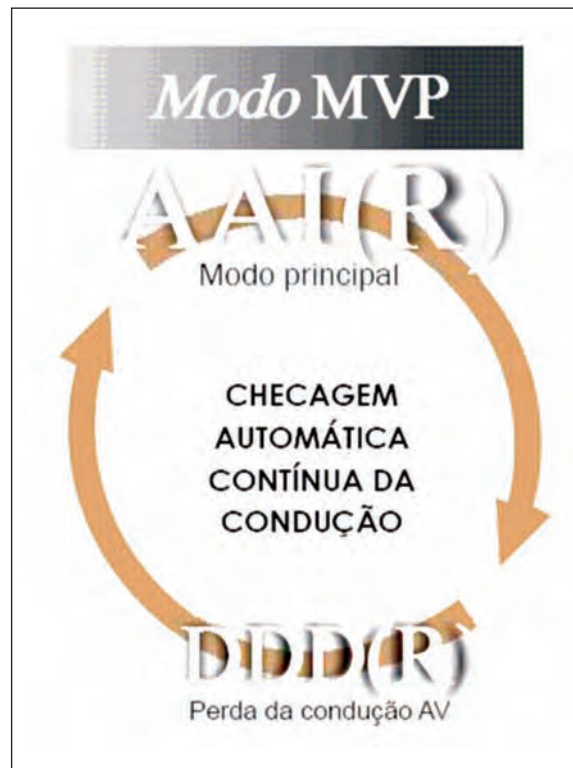 Modo MVP
AAI(R)
Modo principal
CHECAGEM
AUTOMÁTICA
CONTÍNUA DA
CONDUÇÃO
DDD(R)
Perda da condução AV